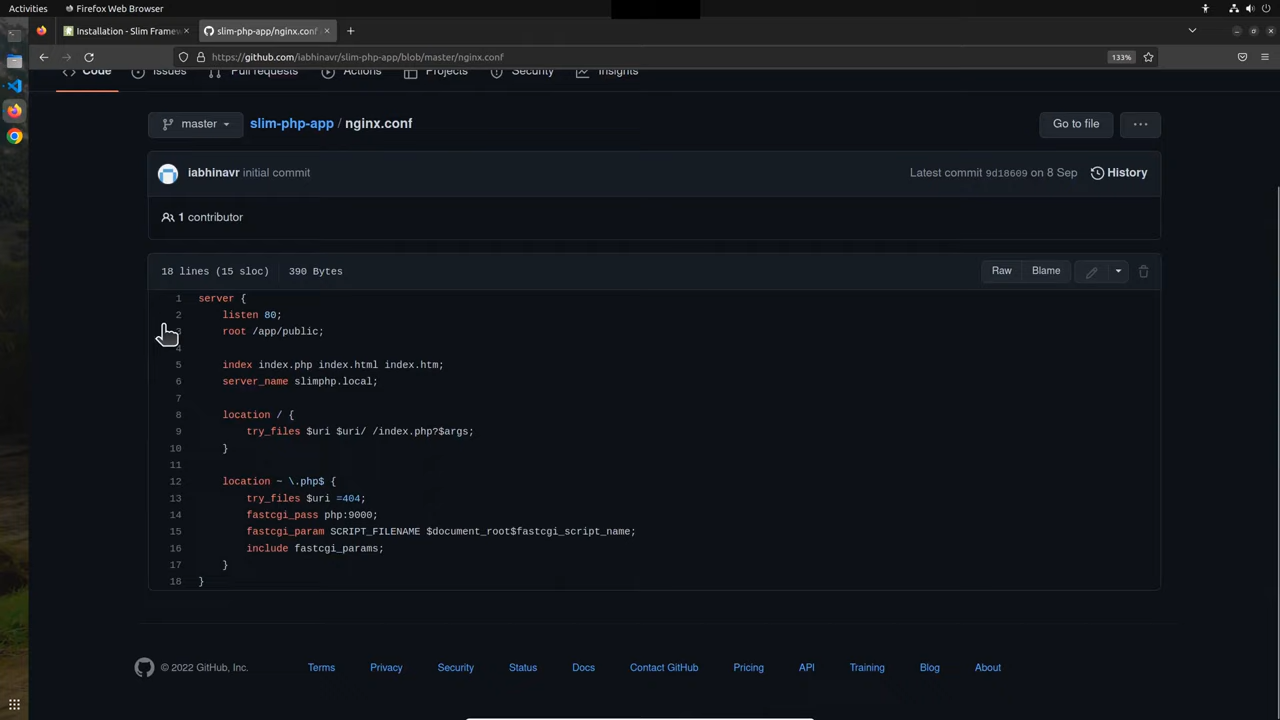 Activities Firefox Web Browser
Installation - Slim Framew slim-php-app/nginx.conf
https://github.com/iabhinavr/slim-php-app/blob/master/nginx.conf 133%
Code Issues Pull requests Actions Projects Security Insights
master slim-php-app / nginx.conf Go to file ...
iabhinavr initial commit Latest commit 9d18609 on 8 Sep History
1 contributor
18 lines (15 sloc) 390 Bytes Raw Blame
1 server {
2 listen 80;
3 root /app/public;
4
5 index index.php index.html index.htm;
6 server_name slimphp.local;
7
8 location / {
9 try_files $uri $uri/ /index.php?$args;
10 }
11
12 location ~ \.php$ {
13 try_files $uri =404;
14 fastcgi_pass php:9000;
15 fastcgi_param SCRIPT_FILENAME $document_root$fastcgi_script_name;
16 include fastcgi_params;
17 }
18 }
© 2022 GitHub, Inc. Terms Privacy Security Status Docs Contact GitHub Pricing API Training Blog About